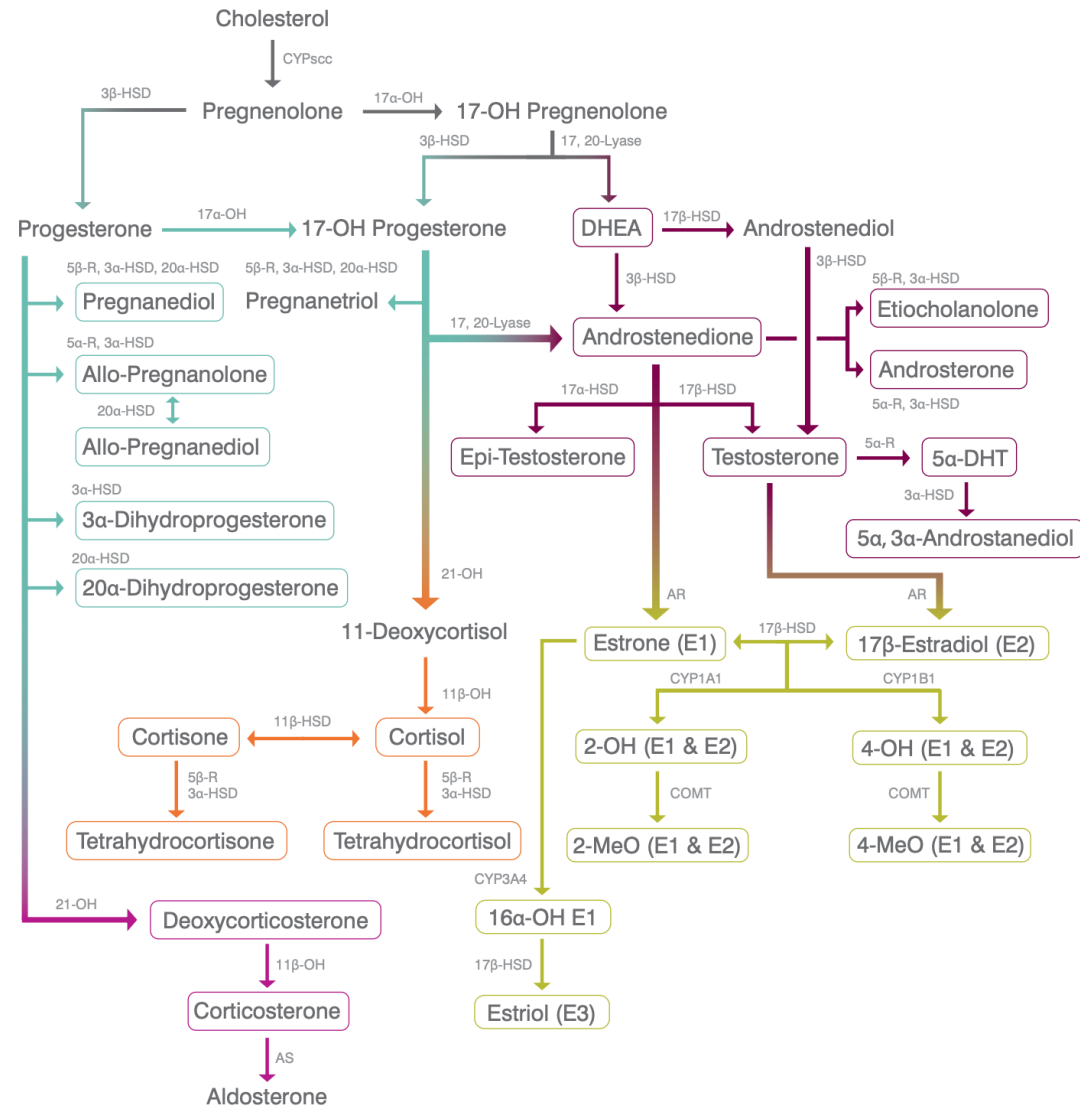 Cholesterol
CYPscc
3β-HSD
Pregnenolone
17α-OH
17-OH Pregnenolone
3β-HSD
17, 20-Lyase
Progesterone
17α-OH
17-OH Progesterone
DHEA
17β-HSD
Androstenediol
5β-R, 3α-HSD, 20α-HSD
Pregnanediol
5β-R, 3α-HSD, 20α-HSD
Pregnanetriol
3β-HSD
3β-HSD
5β-R, 3α-HSD
Etiocholanolone
17, 20-Lyase
Androstenedione
5α-R, 3α-HSD
Allo-Pregnanolone
Androsterone
5α-R, 3α-HSD
20α-HSD
Allo-Pregnanediol
17α-HSD
17β-HSD
Epi-Testosterone
Testosterone
5α-R
5α-DHT
3α-HSD
3α-Dihydroprogesterone
3α-HSD
5α, 3α-Androstanediol
20α-HSD
20α-Dihydroprogesterone
21-OH
AR
AR
11-Deoxycortisol
Estrone (E1)
17β-HSD
17β-Estradiol (E2)
11β-OH
CYP1A1
CYP1B1
Cortisone
11β-HSD
Cortisol
2-OH (E1 & E2)
4-OH (E1 & E2)
5β-R
3α-HSD
5β-R
3α-HSD
COMT
COMT
Tetrahydrocortisone
Tetrahydrocortisol
2-MeO (E1 & E2)
4-MeO (E1 & E2)
CYP3A4
21-OH
Deoxycorticosterone
16α-OH E1
11β-OH
17β-HSD
Corticosterone
Estriol (E3)
AS
Aldosterone